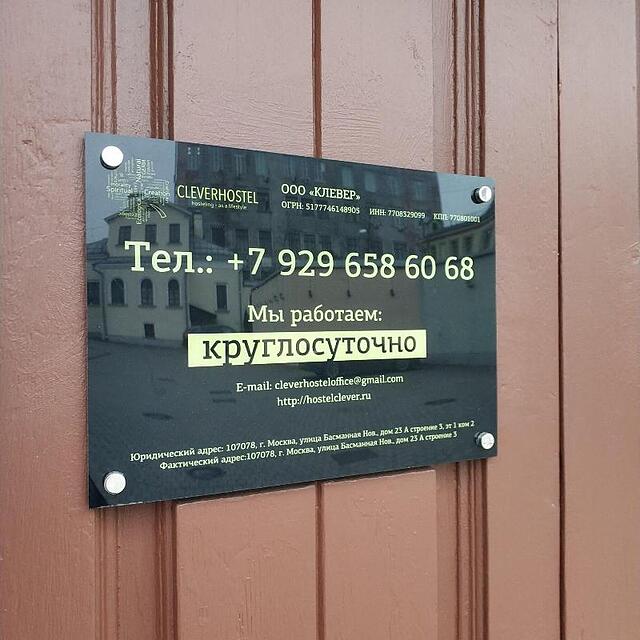 CLEVERHOSTEL
hosteling - as a lifestyle
ООО «КЛЕВЕР»
ОГРН: 5177746148905 ИНН: 7708329099 КПП: 770801001
Тел.: +7 929 658 60 68
Мы работаем:
круглосуточно
E-mail: cleverhosteloffice@gmail.com
http://hostelclever.ru
Юридический адрес: 107078, г. Москва, улица Басманная Нов., дом 23 А строение 3, эт 1 ком 2
Фактический адрес:107078, г. Москва, улица Басманная Нов., дом 23 А строение 3